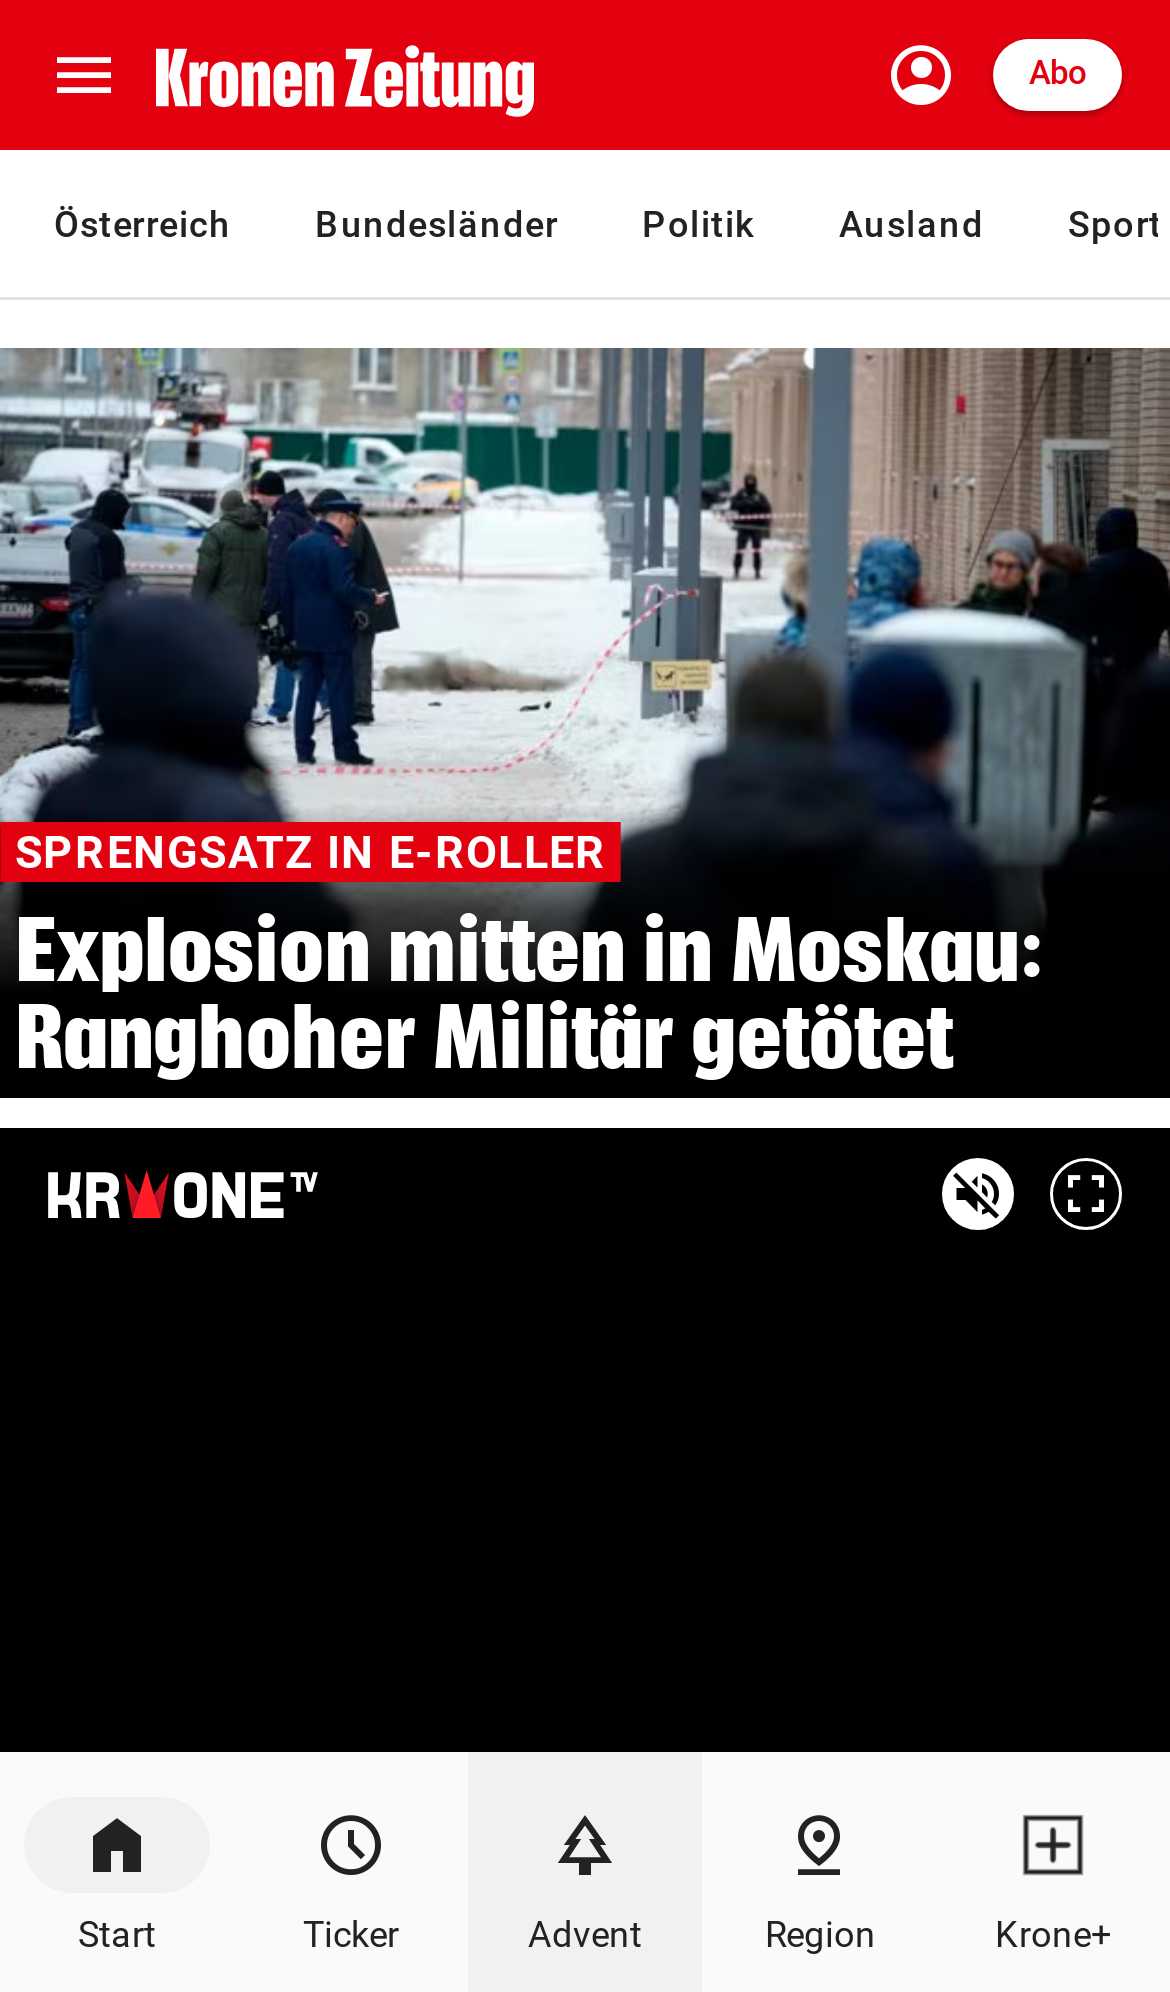 Kronen Zeitung
Abo
Österreich Bundesländer Politik Ausland Sport
SPRENGSATZ IN E-ROLLER
Explosion mitten in Moskau:
Ranghoher Militär getötet
KRONE TV
Start Ticker Advent Region Krone+